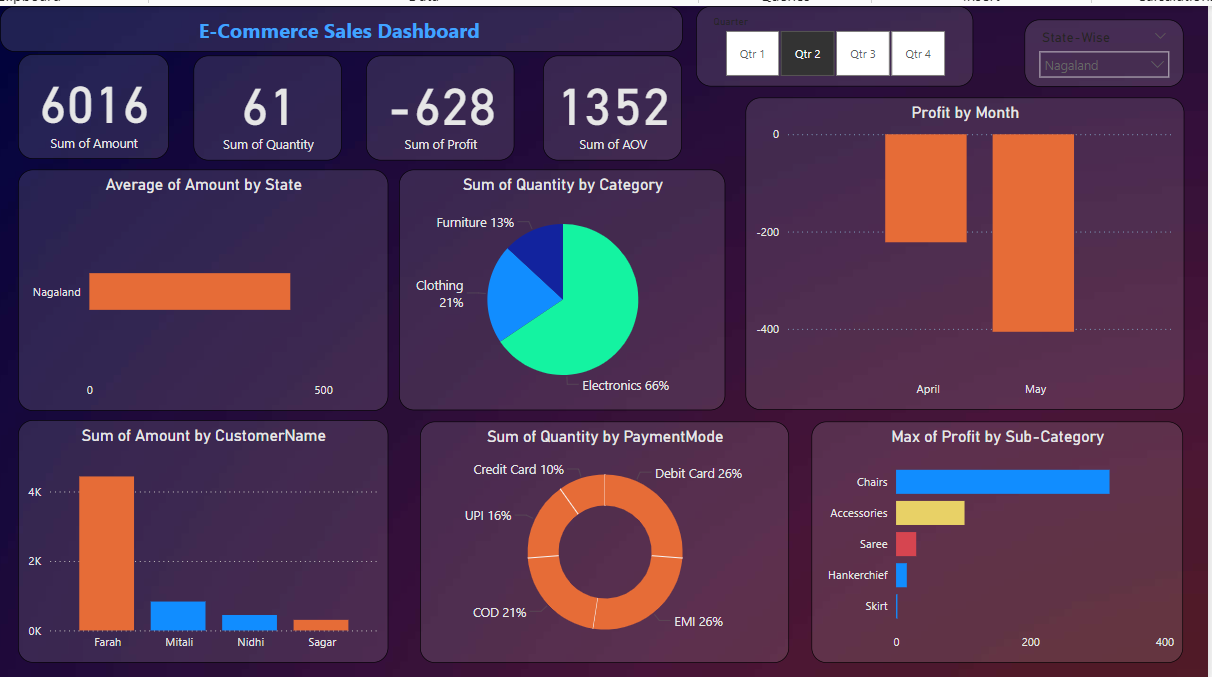 E-Commerce Sales Dashboard
Quarter
Qtr 1
Qtr 2
Qtr 3
Qtr 4
State-Wise
Nagaland
6016
Sum of Amount
61
Sum of Quantity
-628
Sum of Profit
1352
Sum of AOV
Profit by Month
0
-200
-400
April
May
Average of Amount by State
Nagaland
0
500
Sum of Quantity by Category
Furniture 13%
Clothing
21%
Electronics 66%
Sum of Amount by CustomerName
4K
2K
0K
Farah
Mitali
Nidhi
Sagar
Sum of Quantity by PaymentMode
Credit Card 10%
Debit Card 26%
UPI 16%
COD 21%
EMI 26%
Max of Profit by Sub-Category
Chairs
Accessories
Saree
Hankerchief
Skirt
0
200
400